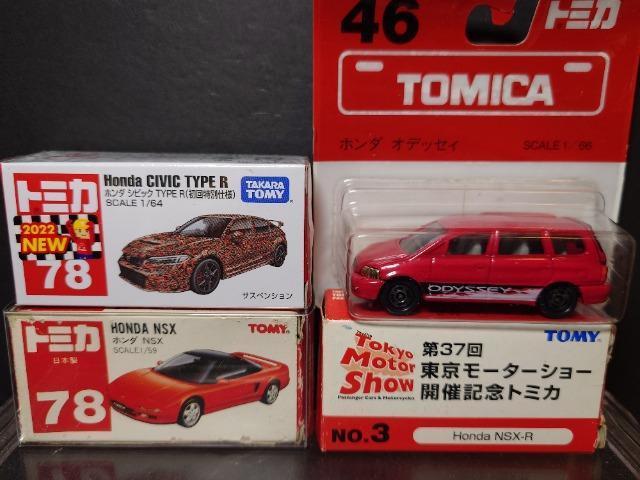 46
トミカ
TOMICA
ホンダ オデッセイ
SCALE 1/66
ODYSSEY
トミカ
2022
NEW
78
Honda CIVIC TYPE R
ホンダ シビック TYPE R(初回特別仕様)
SCALE 1/64
TAKARA
TOMY
サスペンション
トミカ
日本製
78
HONDA NSX
ホンダ NSX
SCALE 1/59
TOMY
Tokyo
Motor
Show
Passenger Cars & Motorcycles
第37回
東京モーターショー
開催記念トミカ
TOMY
NO.3
Honda NSX-R